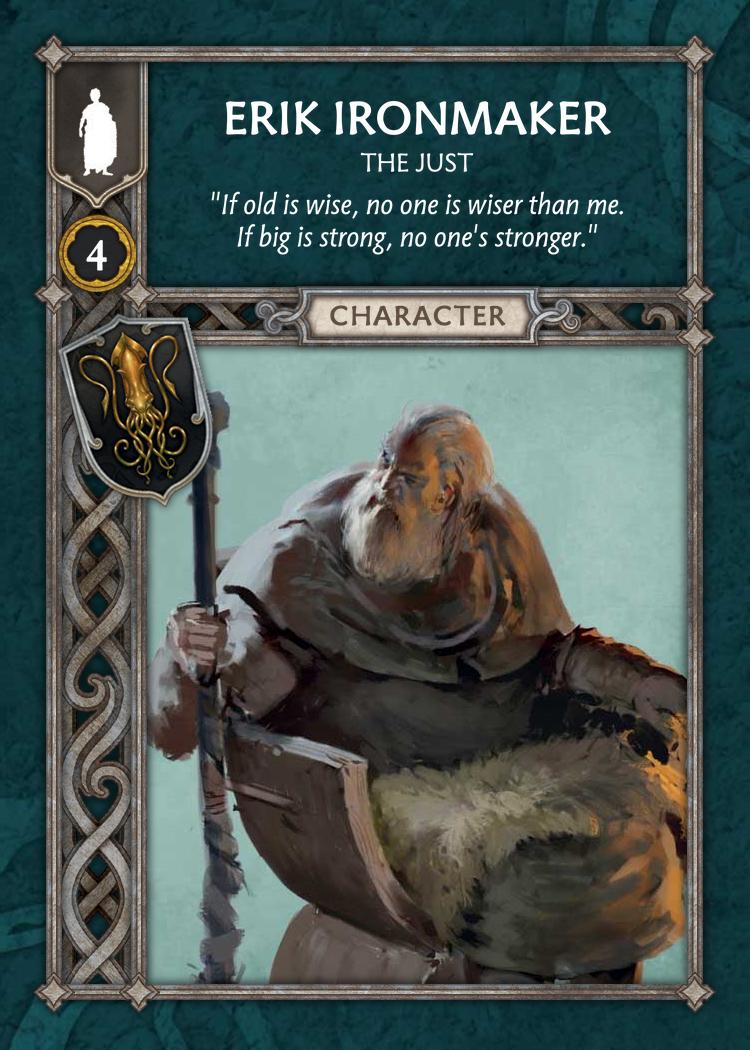 ERIK IRONMAKER
THE JUST
"If old is wise, no one is wiser than me.
If big is strong, no one's stronger."
4
CHARACTER